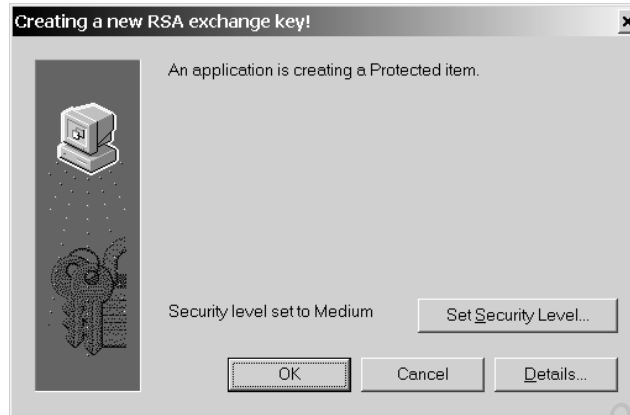 Creating a new RSA exchange key!
An application is creating a Protected item.
Security level set to Medium
Set Security Level...
OK
Cancel
Details...